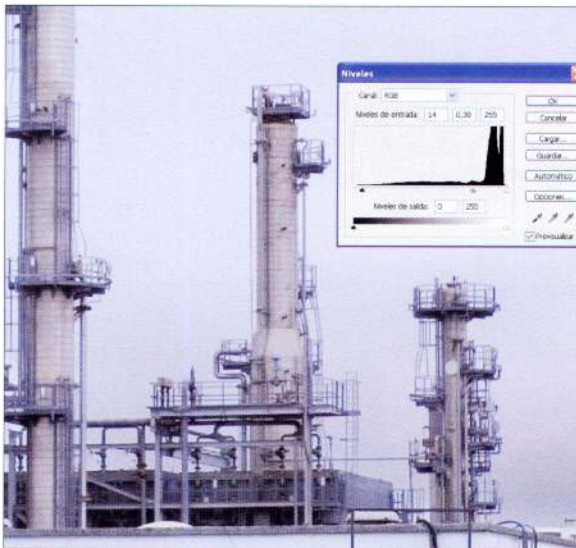 Niveles
Canal: RGB
OK
Niveles de entrada: 14 0,38 255
Cancelar
Cargar...
Guardar...
Automático
Opciones...
Niveles de salida: 0 255
Previsualizar